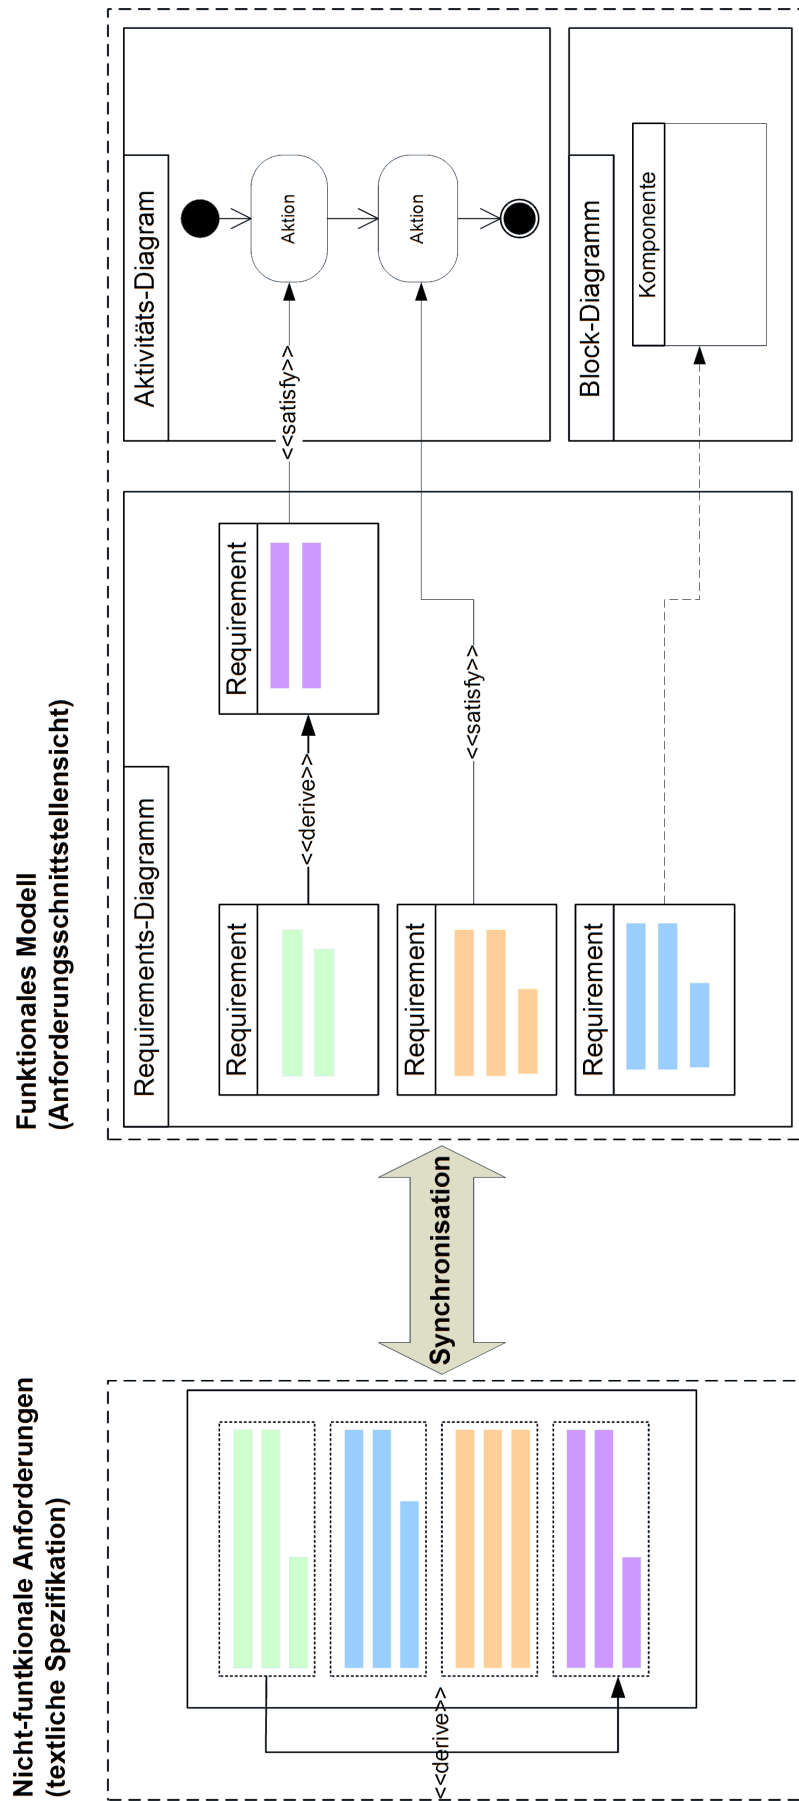 Nicht-funtkionale Anforderungen
(textliche Spezifikation)
<<derive>>
Synchronisation
Funktionales Modell
(Anforderungsschnittstellensicht)
Requirements-Diagramm
Requirement
<<derive>>
Requirement
Requirement
<<satisfy>>
Requirement
<<satisfy>>
Aktivitäts-Diagram
Aktion
Aktion
Block-Diagramm
Komponente